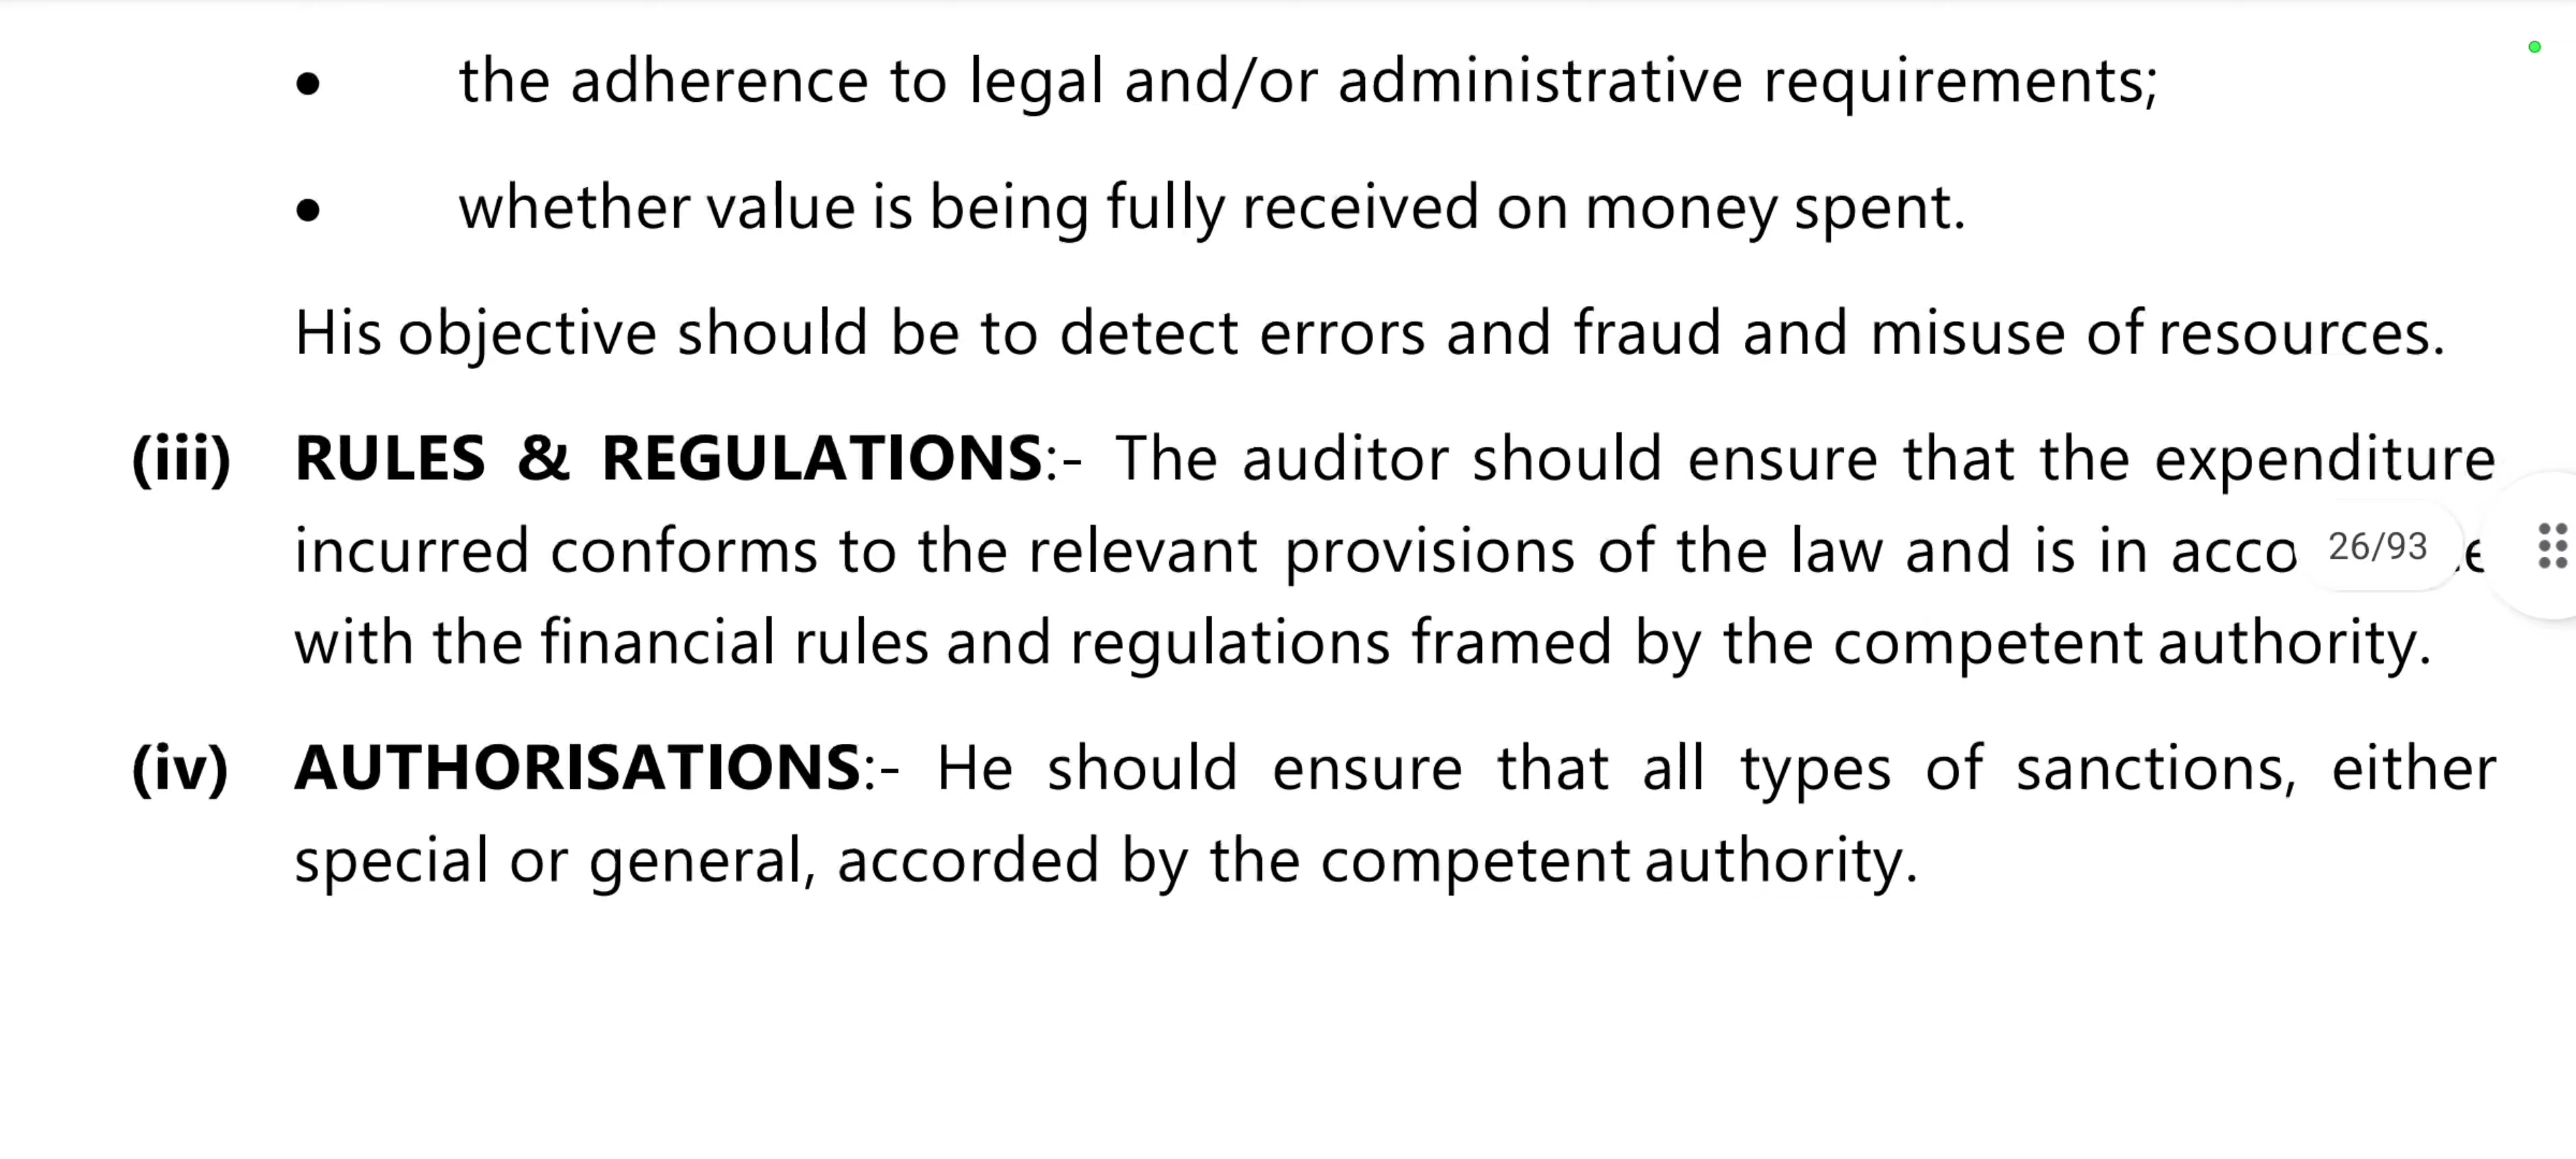 • the adherence to legal and/or administrative requirements;
• whether value is being fully received on money spent.
His objective should be to detect errors and fraud and misuse of resources.
(iii) RULES & REGULATIONS:- The auditor should ensure that the expenditure
incurred conforms to the relevant provisions of the law and is in
26/93
with the financial rules and regulations framed by the competent authority.
(iv) AUTHORISATIONS:- He should ensure that all types of sanctions, either
special or general, accorded by the competent authority.